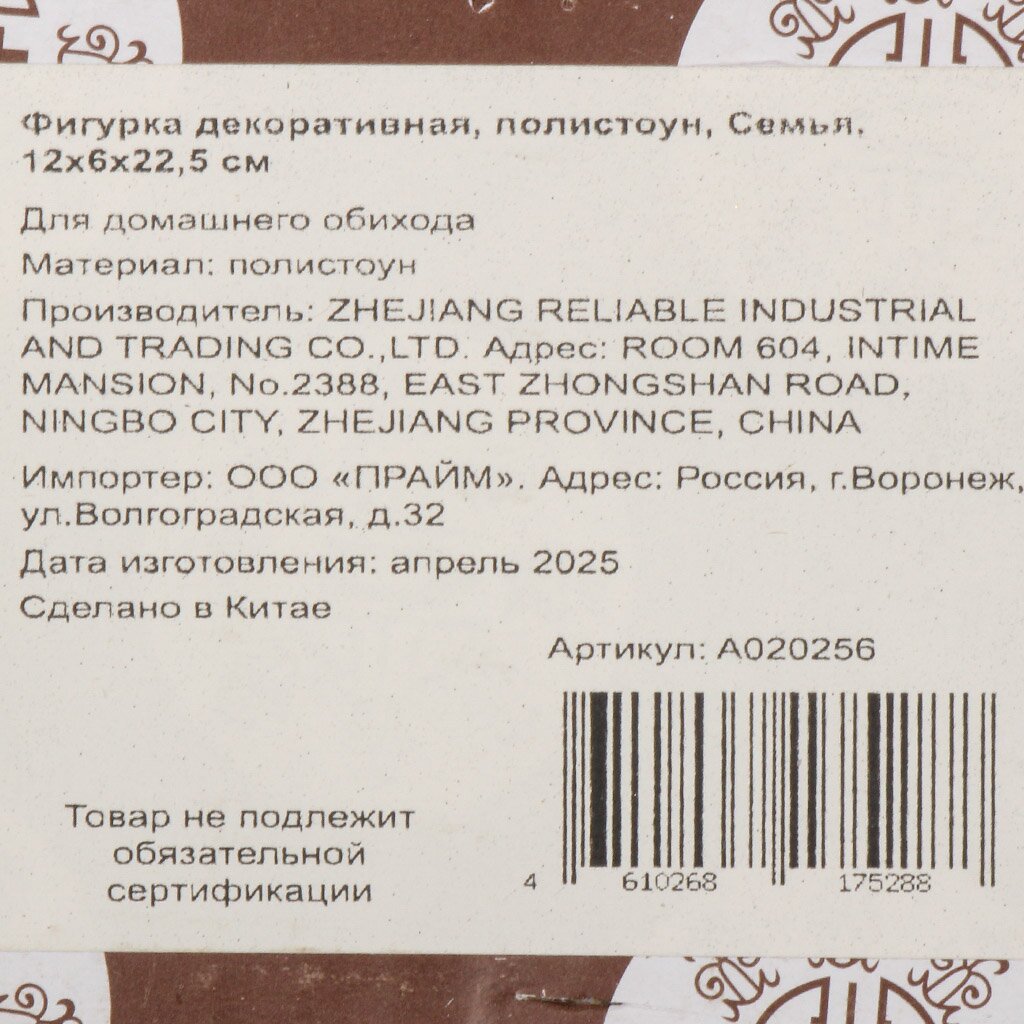 Фигурка декоративная, полистоун, Семья,
12х6х22,5 см
Для домашнего обихода
Материал: полистоун
Производитель: ZHEJIANG RELIABLE INDUSTRIAL
AND TRADING CO.,LTD. Адрес: ROOM 604, INTIME
MANSION, No.2388, EAST ZHONGSHAN ROAD,
NINGBO CITY, ZHEJIANG PROVINCE, CHINA
Импортер: ООО «ПРАЙМ». Адрес: Россия, г.Воронеж,
ул.Волгоградская, д.32
Дата изготовления: апрель 2025
Сделано в Китае
Артикул: A020256
Товар не подлежит
обязательной
сертификации
4 610268 175288